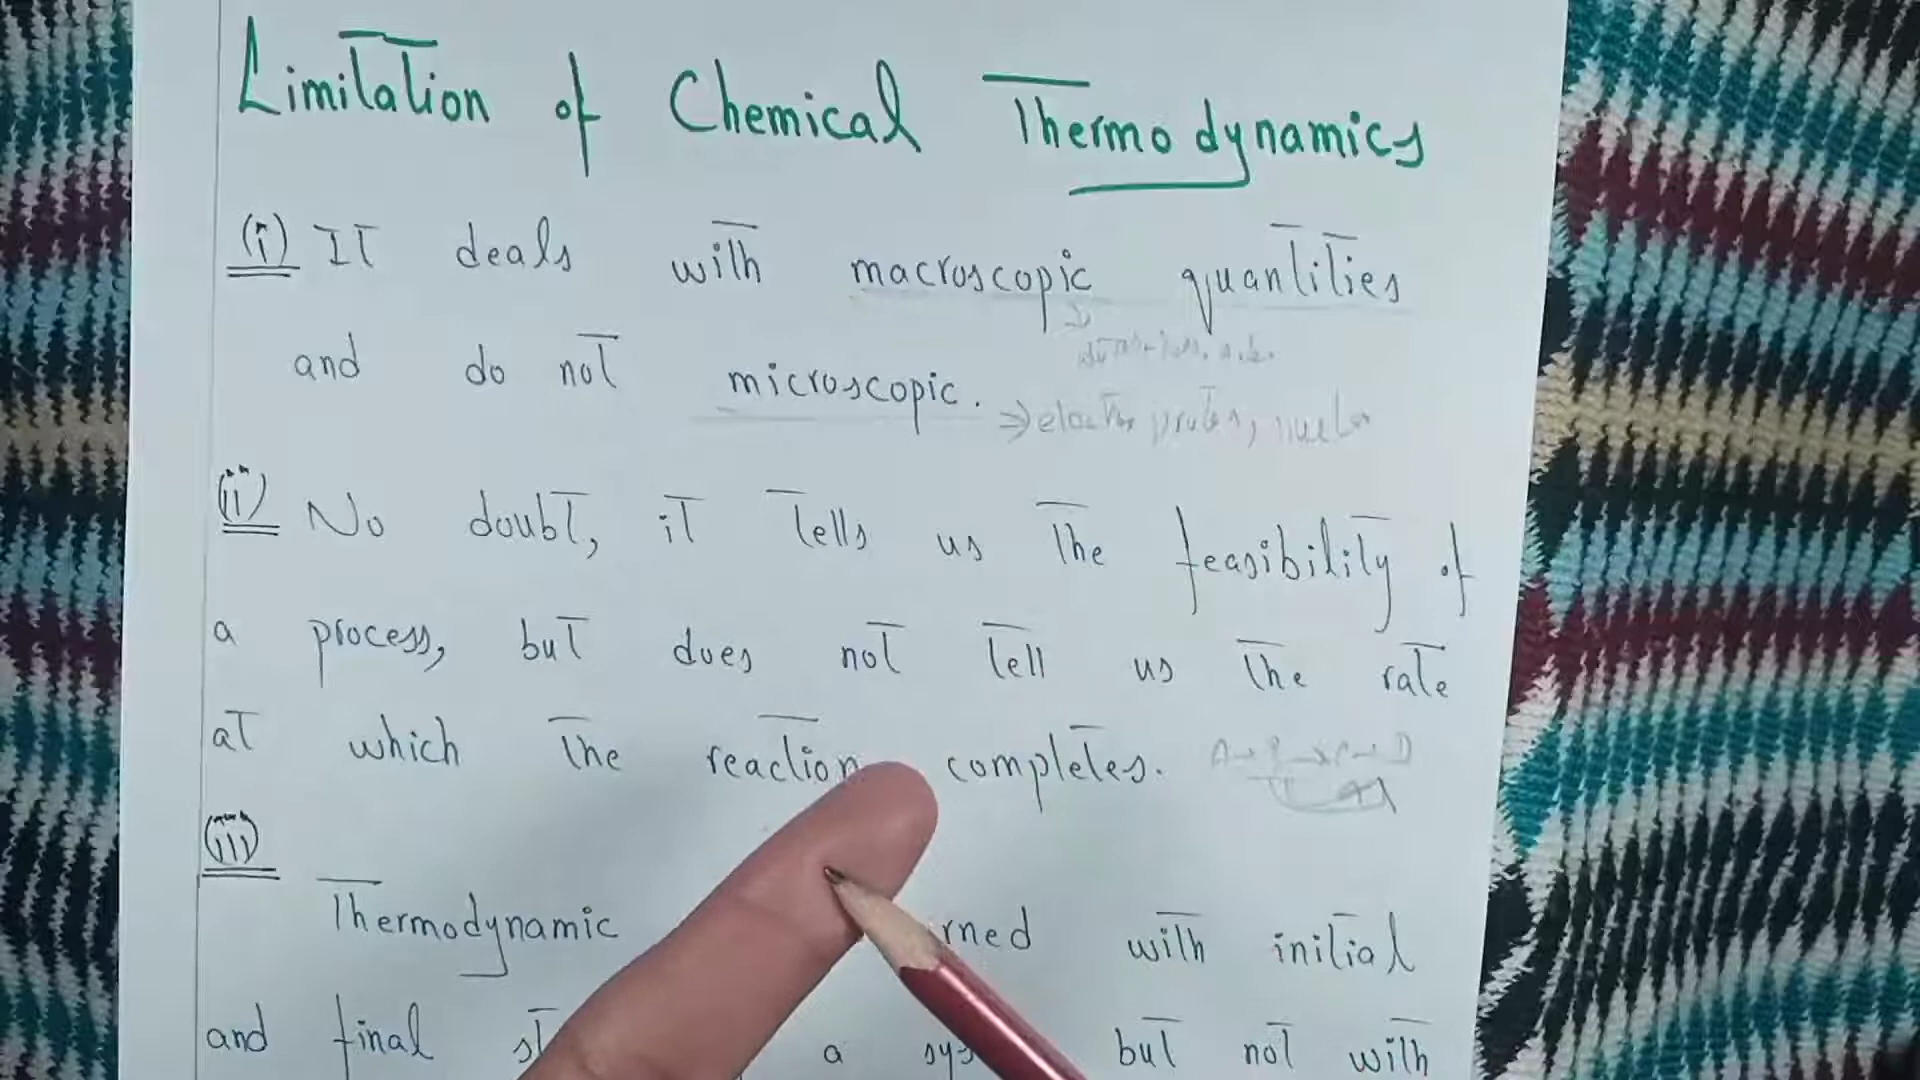 Limitation of Chemical Thermodynamics
(i) It deals with macroscopic quantities
and do not microscopic.
(ii) No doubt, it tells us the feasibility of
a process, but does not tell us the rate
at which the reaction completes.
(iii)
Thermodynamic with initial
and final a but not with